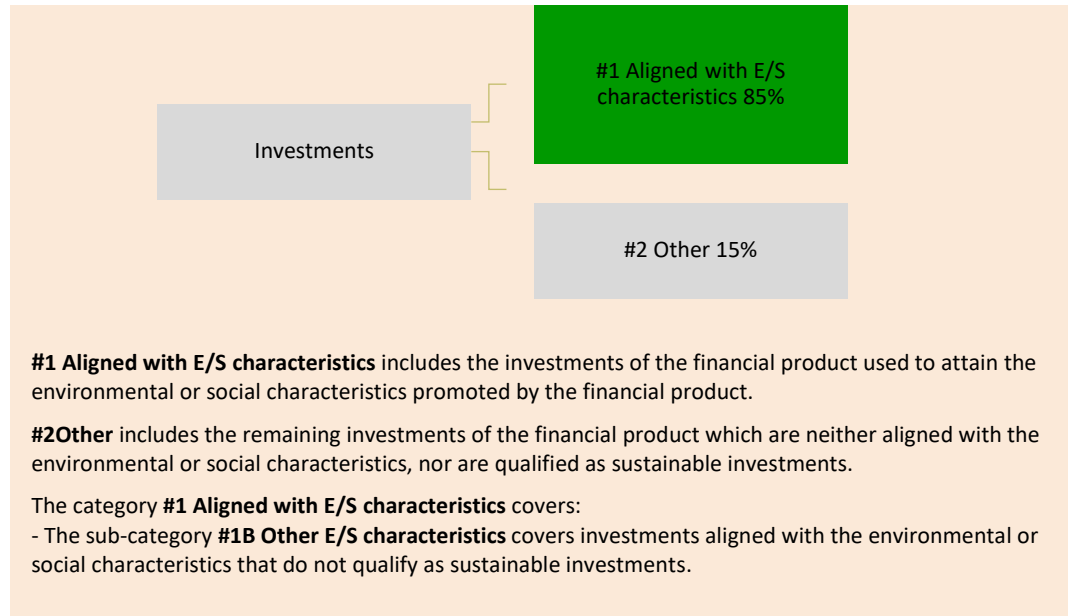 #1 Aligned with E/S
characteristics 85%
Investments
#2 Other 15%
#1 Aligned with E/S characteristics includes the investments of the financial product used to attain the
environmental or social characteristics promoted by the financial product.
#2Other includes the remaining investments of the financial product which are neither aligned with the
environmental or social characteristics, nor are qualified as sustainable investments.
The category #1 Aligned with E/S characteristics covers:
- The sub-category #1B Other E/S characteristics covers investments aligned with the environmental or
social characteristics that do not qualify as sustainable investments.